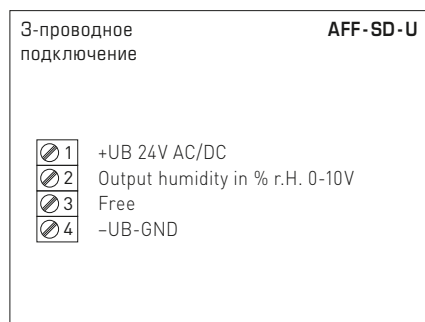 3-проводное AFF-SD-U
подключение
1 +UB 24V AC/DC
2 Output humidity in % r.H. 0-10V
3 Free
4 –UB-GND